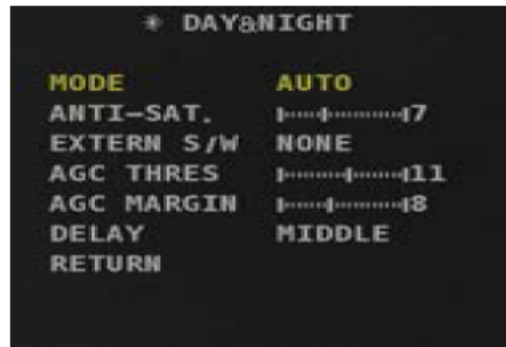 * DAY&NIGHT
MODE AUTO
ANTI-SAT. 7
EXTERN S/W NONE
AGC THRES 11
AGC MARGIN 8
DELAY MIDDLE
RETURN